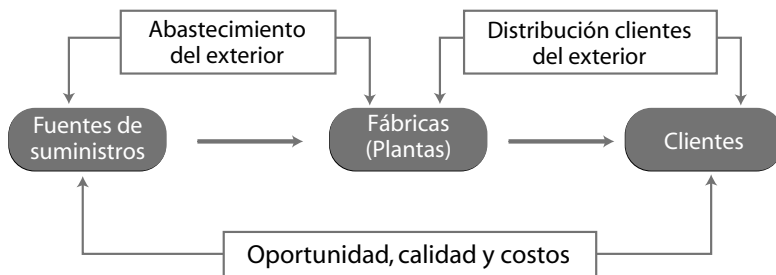 Abastecimiento
del exterior
Distribución clientes
del exterior
Fuentes de
suministros
Fábricas
(Plantas)
Clientes
Oportunidad, calidad y costos